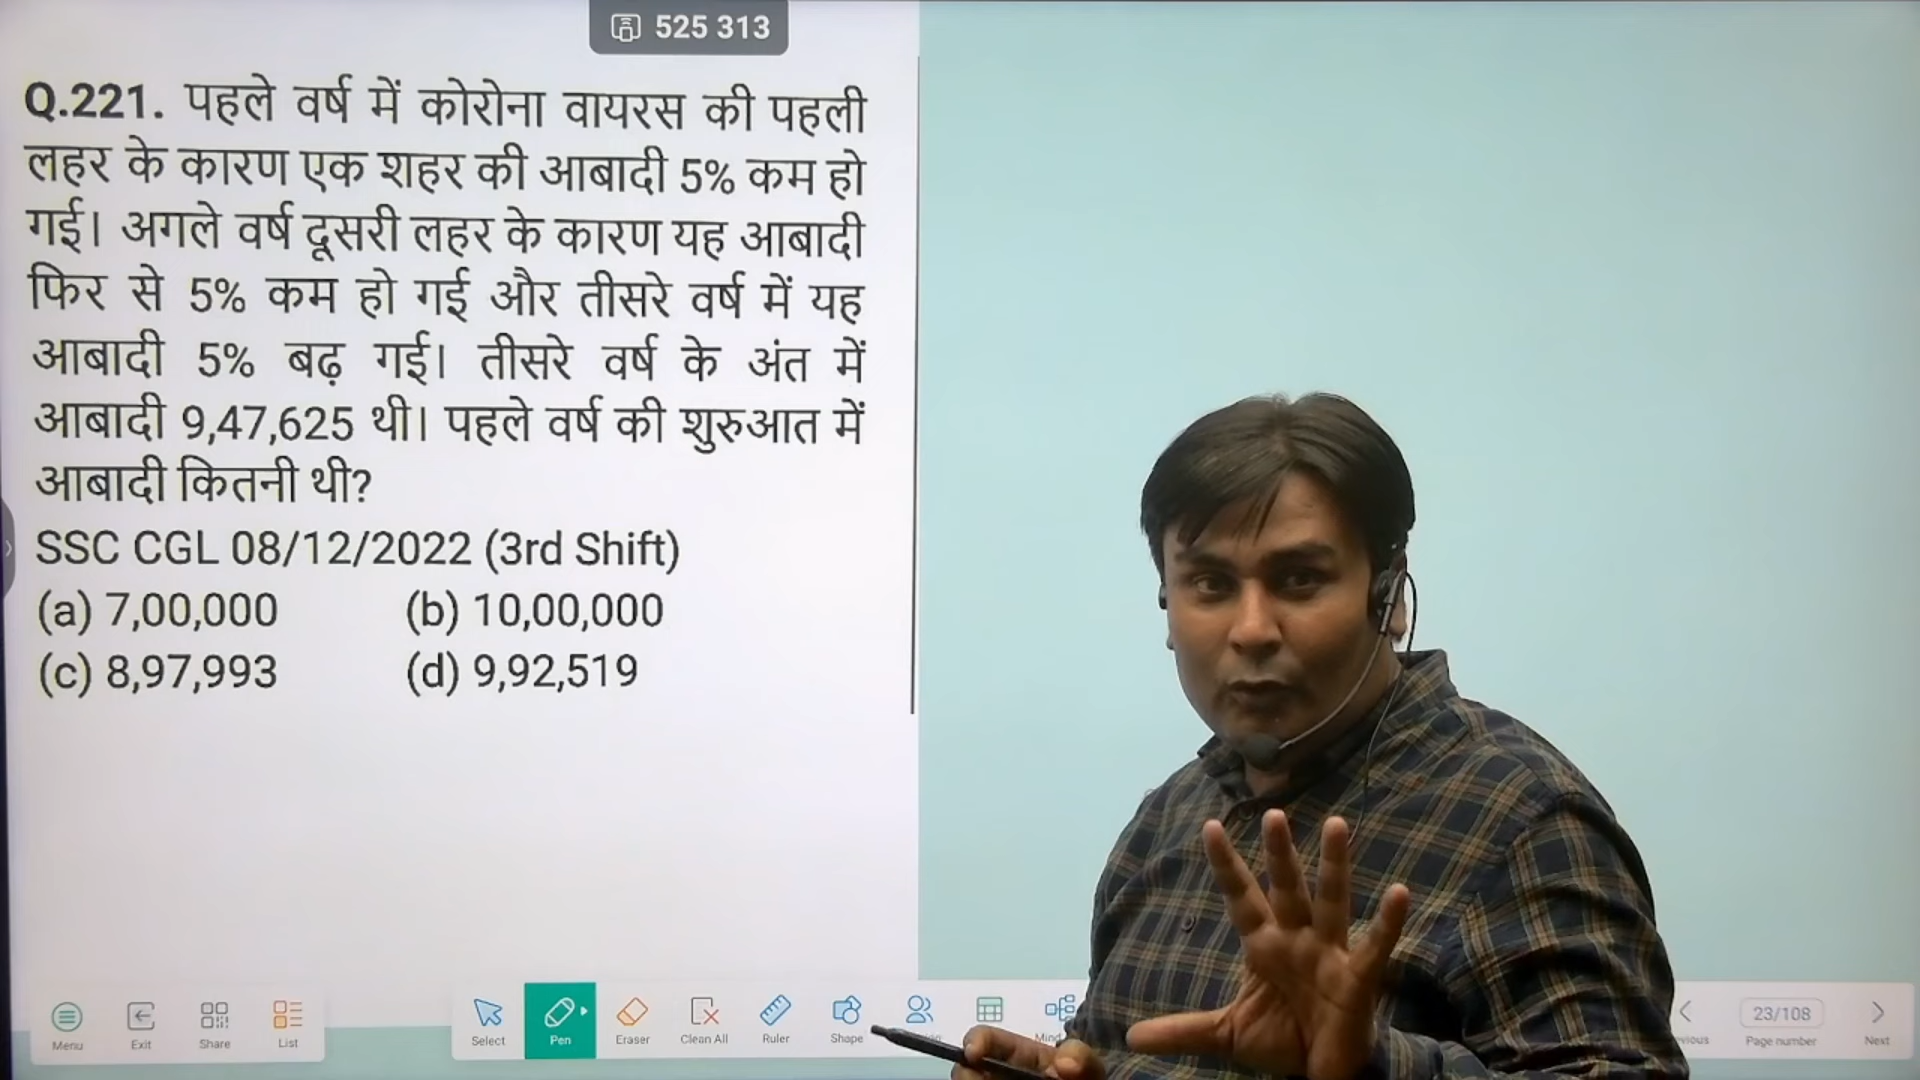 525 313
Q.221. पहले वर्ष में कोरोना वायरस की पहली
लहर के कारण एक शहर की आबादी 5% कम हो
गई। अगले वर्ष दूसरी लहर के कारण यह आबादी
फिर से 5% कम हो गई और तीसरे वर्ष में यह
आबादी 5% बढ़ गई। तीसरे वर्ष के अंत में
आबादी 9,47,625 थी। पहले वर्ष की शुरुआत में
आबादी कितनी थी?
SSC CGL 08/12/2022 (3rd Shift)
(a) 7,00,000 (b) 10,00,000
(c) 8,97,993 (d) 9,92,519
Menu Exit Share List Select Pen Eraser Clean All Ruler Shape Mind 23/108 Page number Next